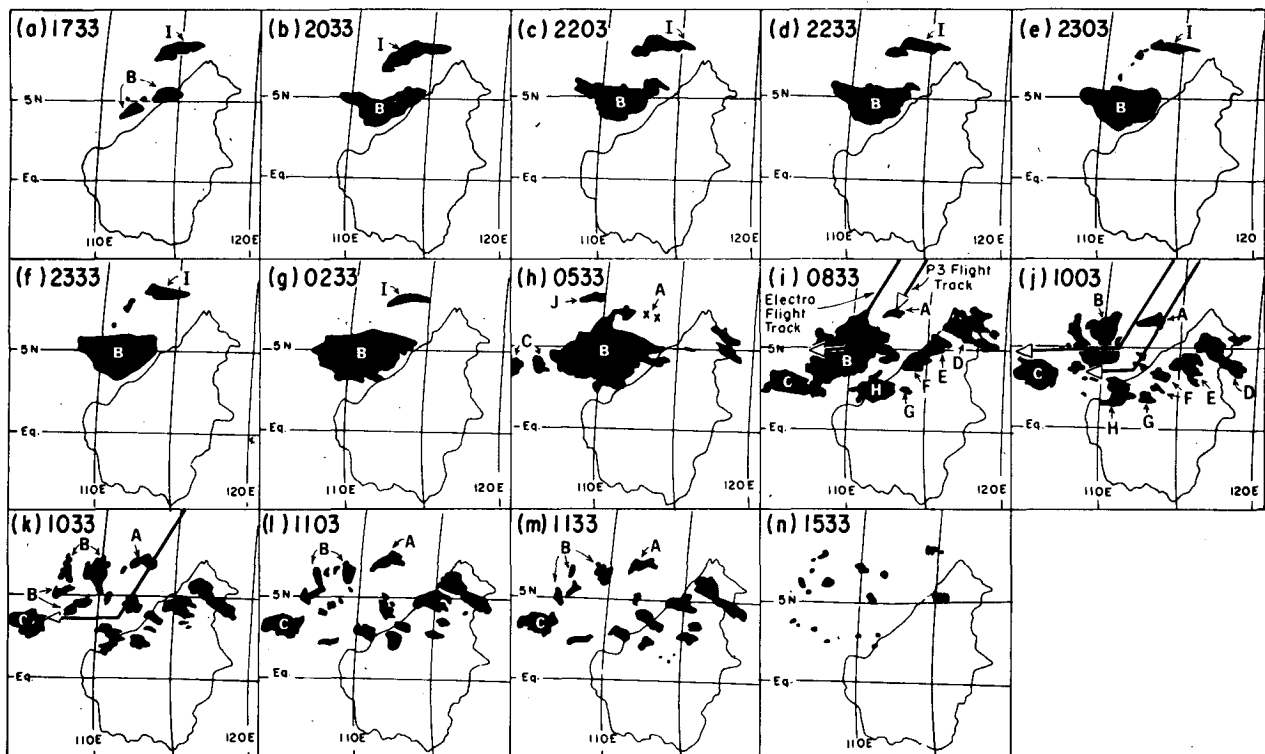 (a) 1733
I
B
5N
Eq.
110E
120E
(b) 2033
I
5N
B
Eq.
110E
120E
(c) 2203
I
5N
B
Eq.
110E
120E
(d) 2233
I
5N
B
Eq.
110E
120E
(e) 2303
I
5N
B
Eq.
110E
120
(f) 2333
I
5N
B
Eq.
110E
120E
(g) 0233
I
5N
B
Eq.
110E
120E
(h) 0533
J
A
x x
C
5N
B
Eq.
110E
120E
(i) 0833
P3 Flight
Track
Electra
Flight
Track
A
5N
B
D
C
E
H
F
G
Eq.
110E
120E
(j) 1003
B
A
5N
C
D
F
E
H
G
Eq.
110E
120E
(k) 1033
B
A
B
5N
C
Eq.
110E
120E
(l) 1103
B
A
5N
C
Eq.
110E
120E
(m) 1133
B
A
5N
C
Eq.
110E
120E
(n) 1533
5N
Eq.
110E
120E